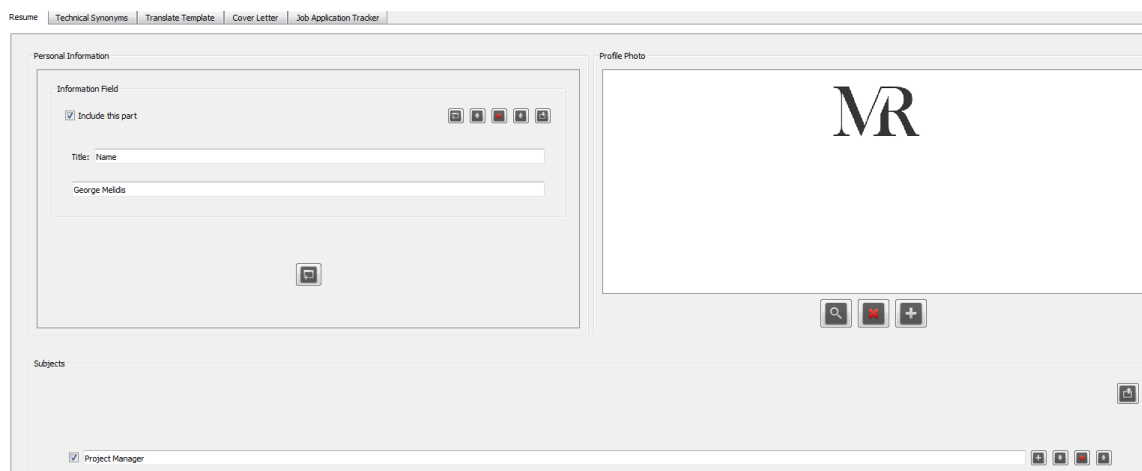 Resume Technical Synonyms Translate Template Cover Letter Job Application Tracker
Personal Information
Information Field
Include this part
Title: Name
George Melidis
Profile Photo
MR
Subjects
Project Manager